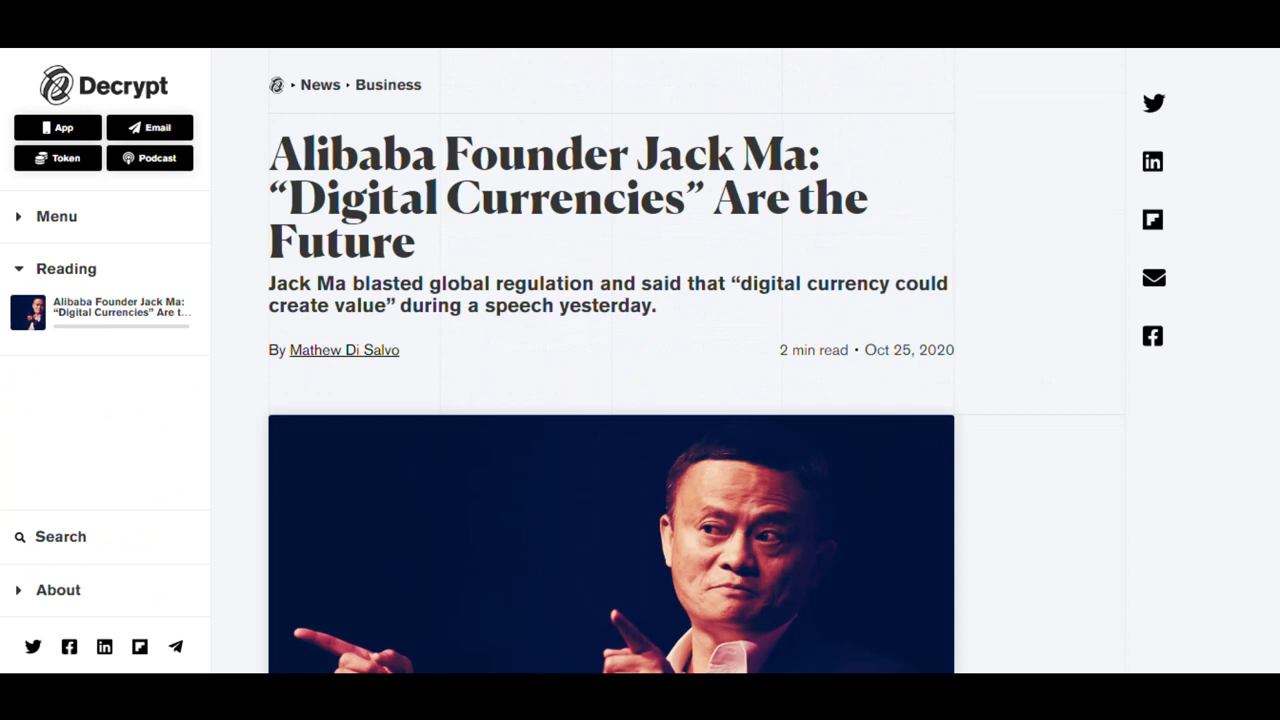 Decrypt
App
Email
Token
Podcast
Menu
Reading
Alibaba Founder Jack Ma:
“Digital Currencies” Are t...
Search
About
News
Business
Alibaba Founder Jack Ma:
“Digital Currencies” Are the
Future
Jack Ma blasted global regulation and said that “digital currency could
create value” during a speech yesterday.
By Mathew Di Salvo
2 min read • Oct 25, 2020